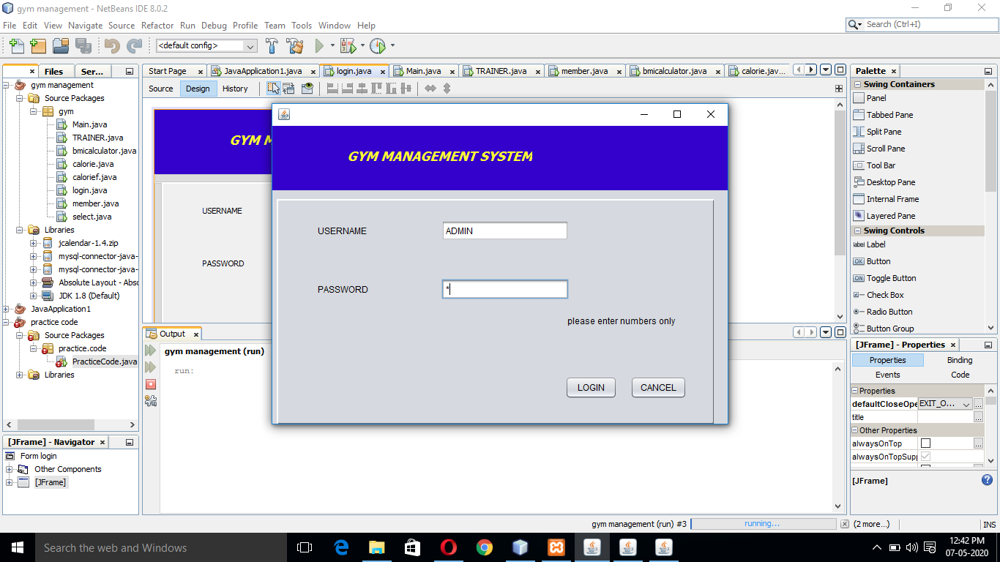 gym management - NetBeans IDE 8.0.2
File Edit View Navigate Source Refactor Run Debug Profile Team Tools Window Help
Search (Ctrl+I)
<default config>
Files Ser...
Start Page JavaApplication1.java login.java Main.java TRAINER.java member.java bmicalculator.java calorie.jav...
Source Design History
gym management
Source Packages
gym
Main.java
TRAINER.java
bmicalculator.java
calorie.java
calorief.java
login.java
member.java
select.java
Libraries
jcalendar-1.4.zip
mysql-connector-java-
mysql-connector-java-
Absolute Layout - Abso
JDK 1.8 (Default)
JavaApplication1
practice code
Source Packages
practice.code
PracticeCode.java
Libraries
[JFrame] - Navigator
Form login
Other Components
[JFrame]
GYM M
USERNAME
PASSWORD
GYM MANAGEMENT SYSTEM
USERNAME ADMIN
PASSWORD *
please enter numbers only
LOGIN CANCEL
Output
gym management (run)
run:
Palette
Swing Containers
Panel
Tabbed Pane
Split Pane
Scroll Pane
Tool Bar
Desktop Pane
Internal Frame
Layered Pane
Swing Controls
Label
Button
Toggle Button
Check Box
Radio Button
Button Group
[JFrame] - Properties
Properties Binding
Events Code
Properties
defaultCloseOpe EXIT_O...
title
Other Properties
alwaysOnTop
alwaysOnTopSupp
[JFrame]
gym management (run) #3 running... (2 more...) INS
Search the web and Windows
12:42 PM
07-05-2020